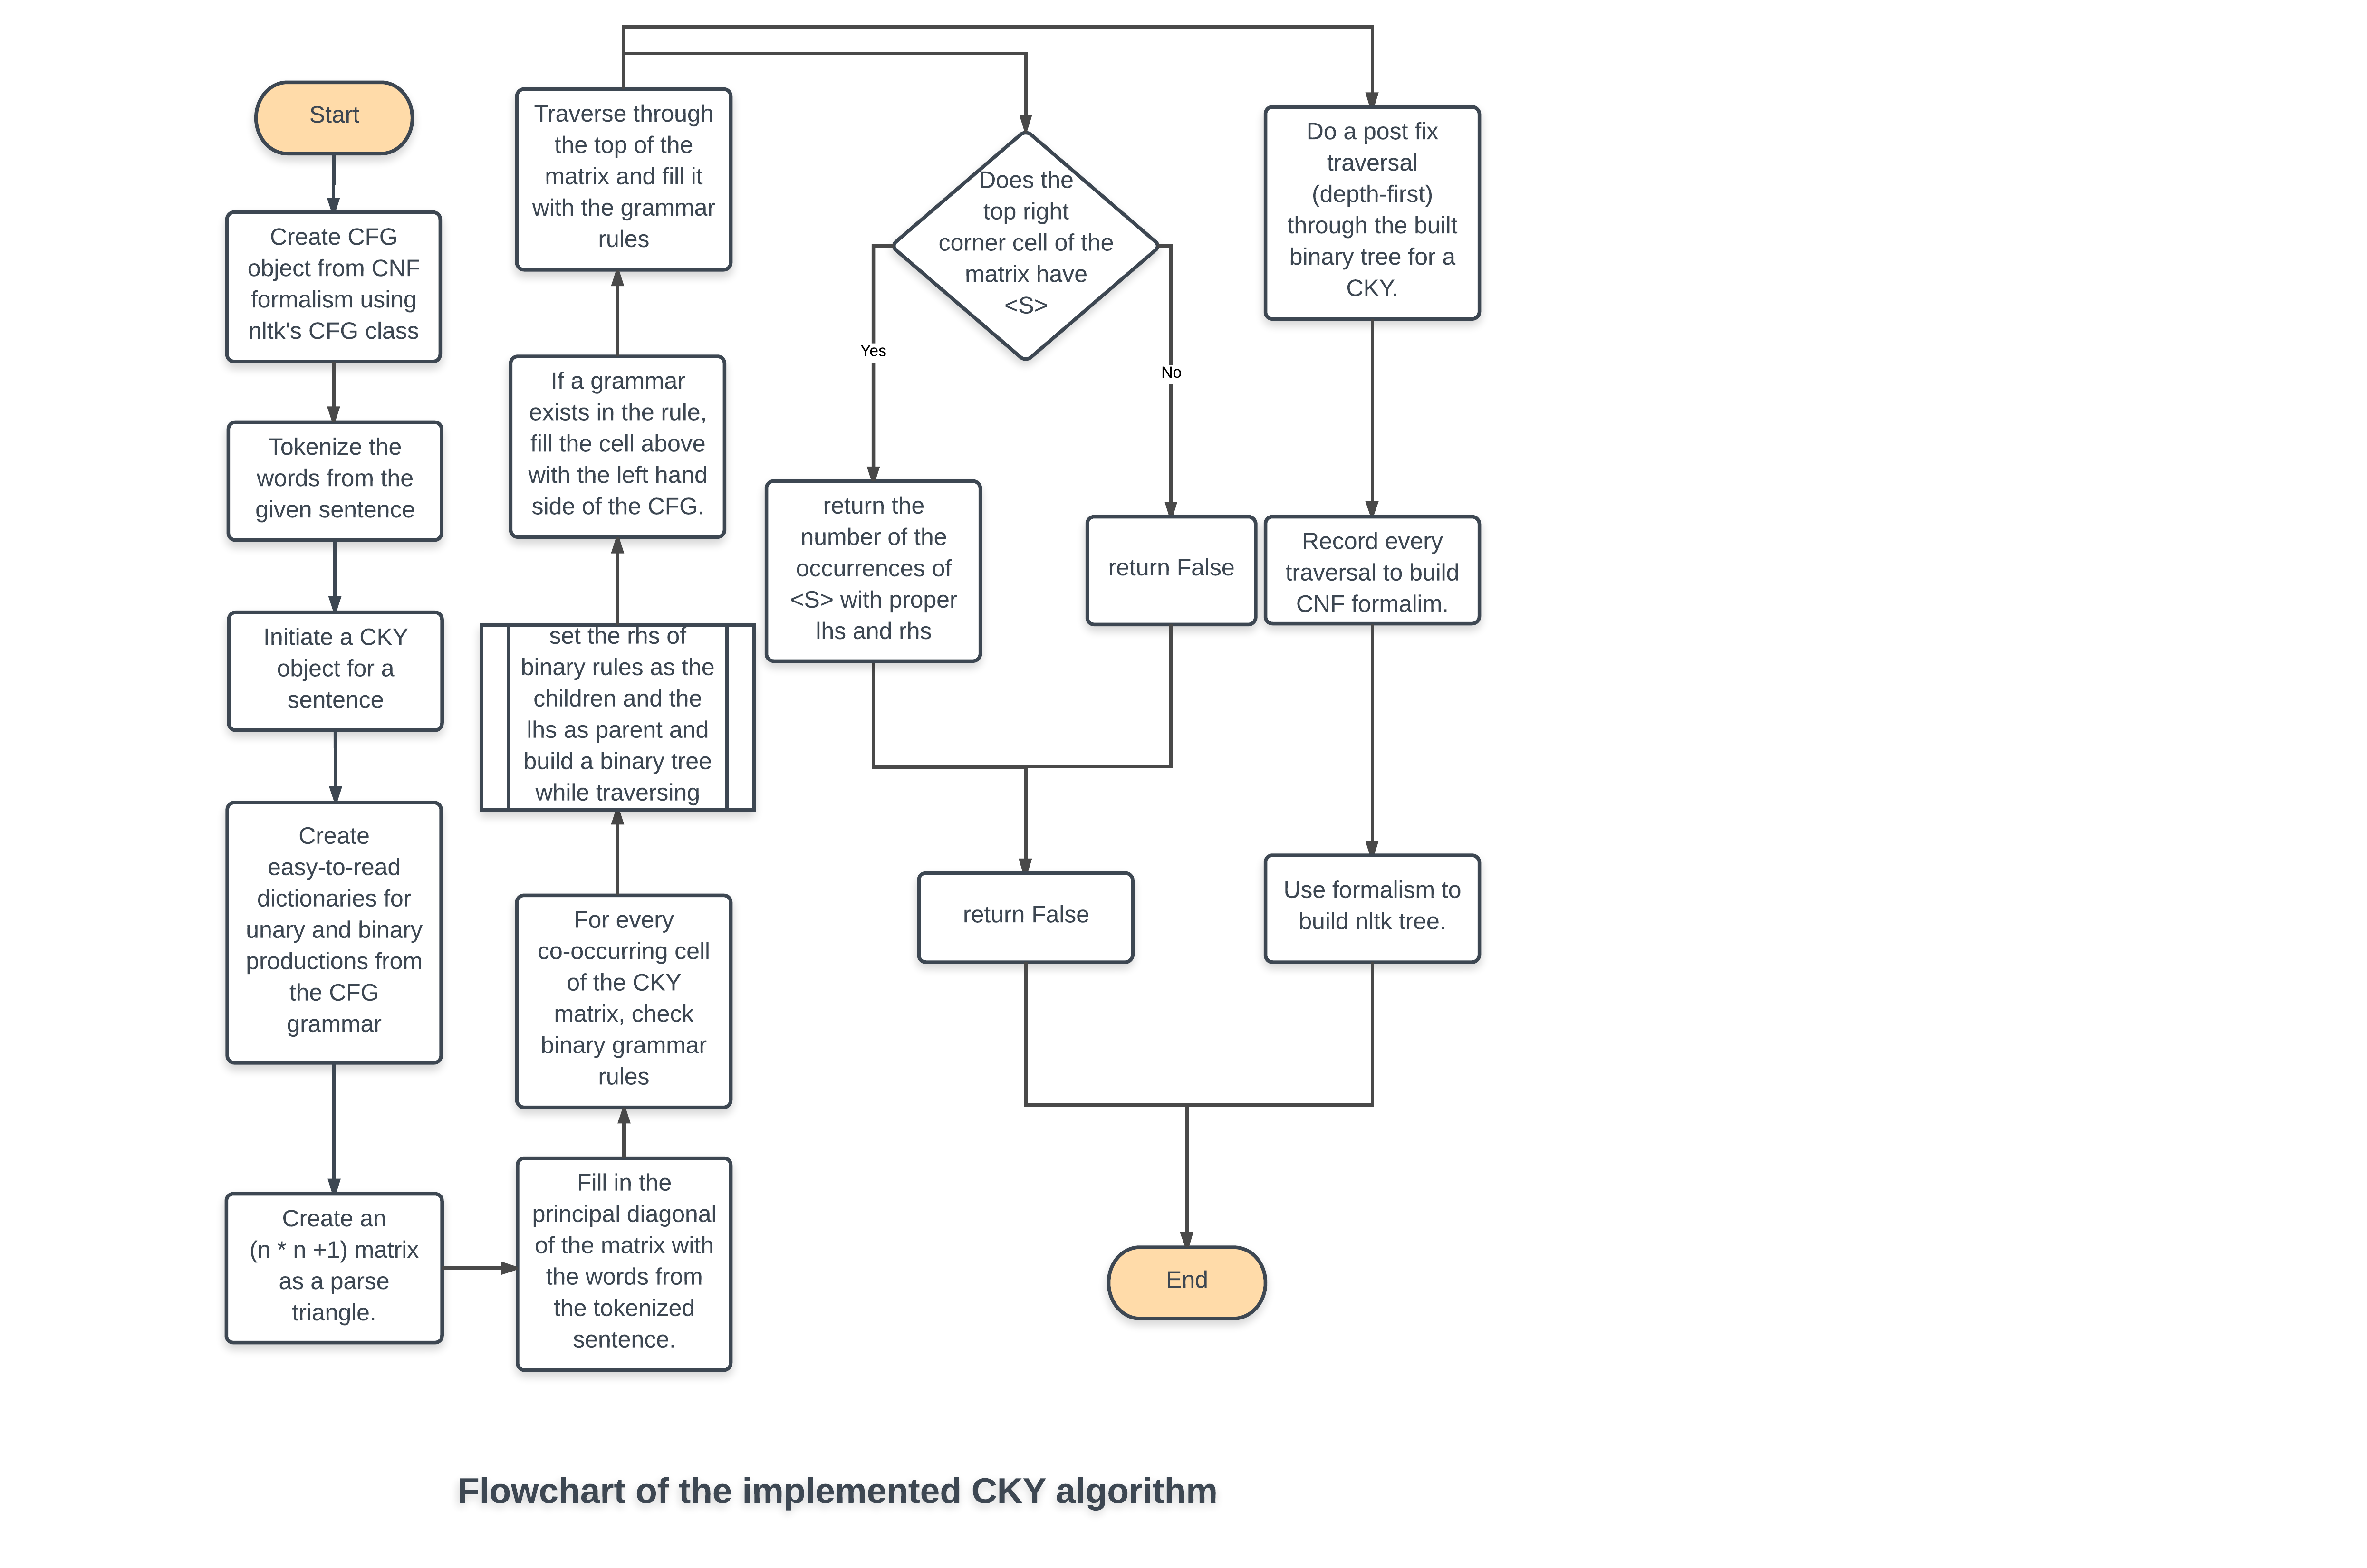 Start
Create CFG
object from CNF
formalism using
nltk's CFG class
Tokenize the
words from the
given sentence
Initiate a CKY
object for a
sentence
Create
easy-to-read
dictionaries for
unary and binary
productions from
the CFG
grammar
Create an
(n * n +1) matrix
as a parse
triangle.
Fill in the
principal diagonal
of the matrix with
the words from
the tokenized
sentence.
For every
co-occurring cell
of the CKY
matrix, check
binary grammar
rules
set the rhs of
binary rules as the
children and the
lhs as parent and
build a binary tree
while traversing
If a grammar
exists in the rule,
fill the cell above
with the left hand
side of the CFG.
Traverse through
the top of the
matrix and fill it
with the grammar
rules
Does the
top right
corner cell of the
matrix have
<S>
Yes
No
return the
number of the
occurrences of
<S> with proper
lhs and rhs
return False
return False
Do a post fix
traversal
(depth-first)
through the built
binary tree for a
CKY.
Record every
traversal to build
CNF formalim.
Use formalism to
build nltk tree.
End
Flowchart of the implemented CKY algorithm